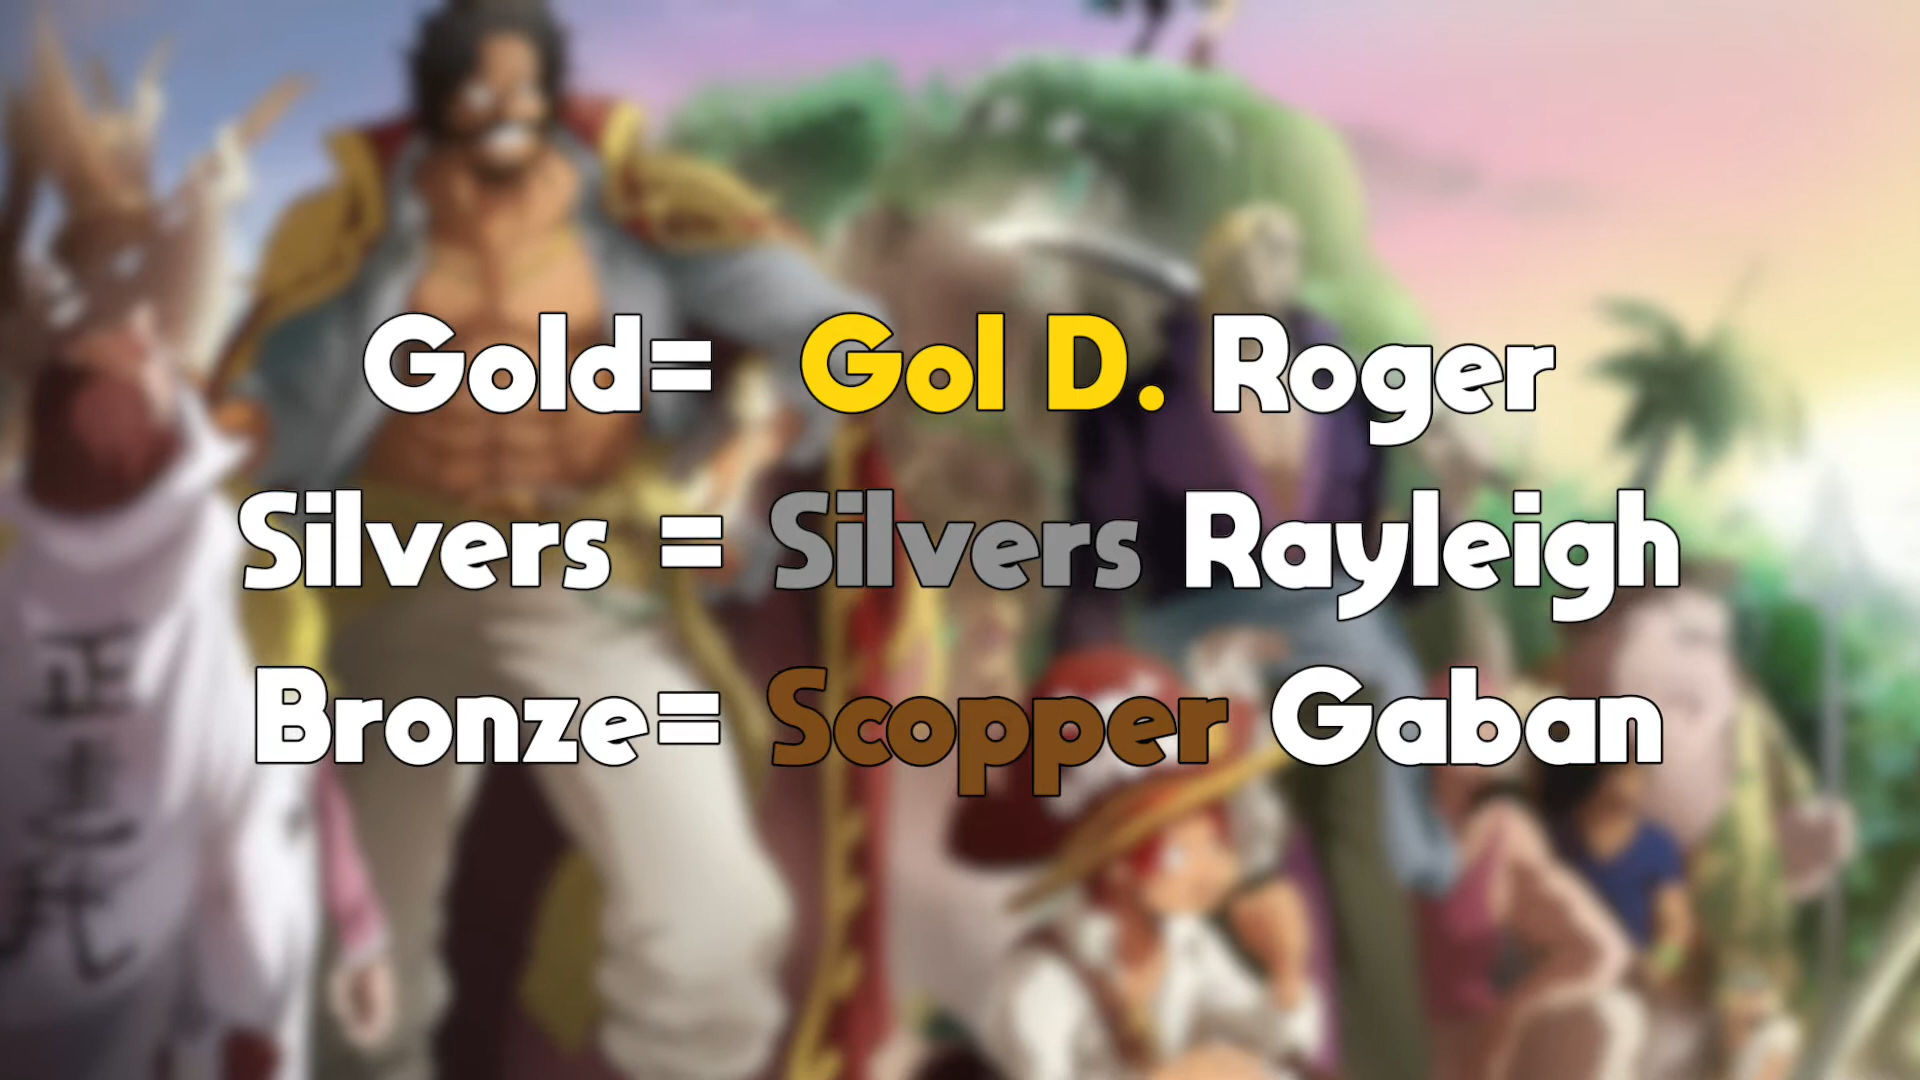 Gold= Gol D. Roger
Silvers = Silvers Rayleigh
Bronze= Scopper Gaban